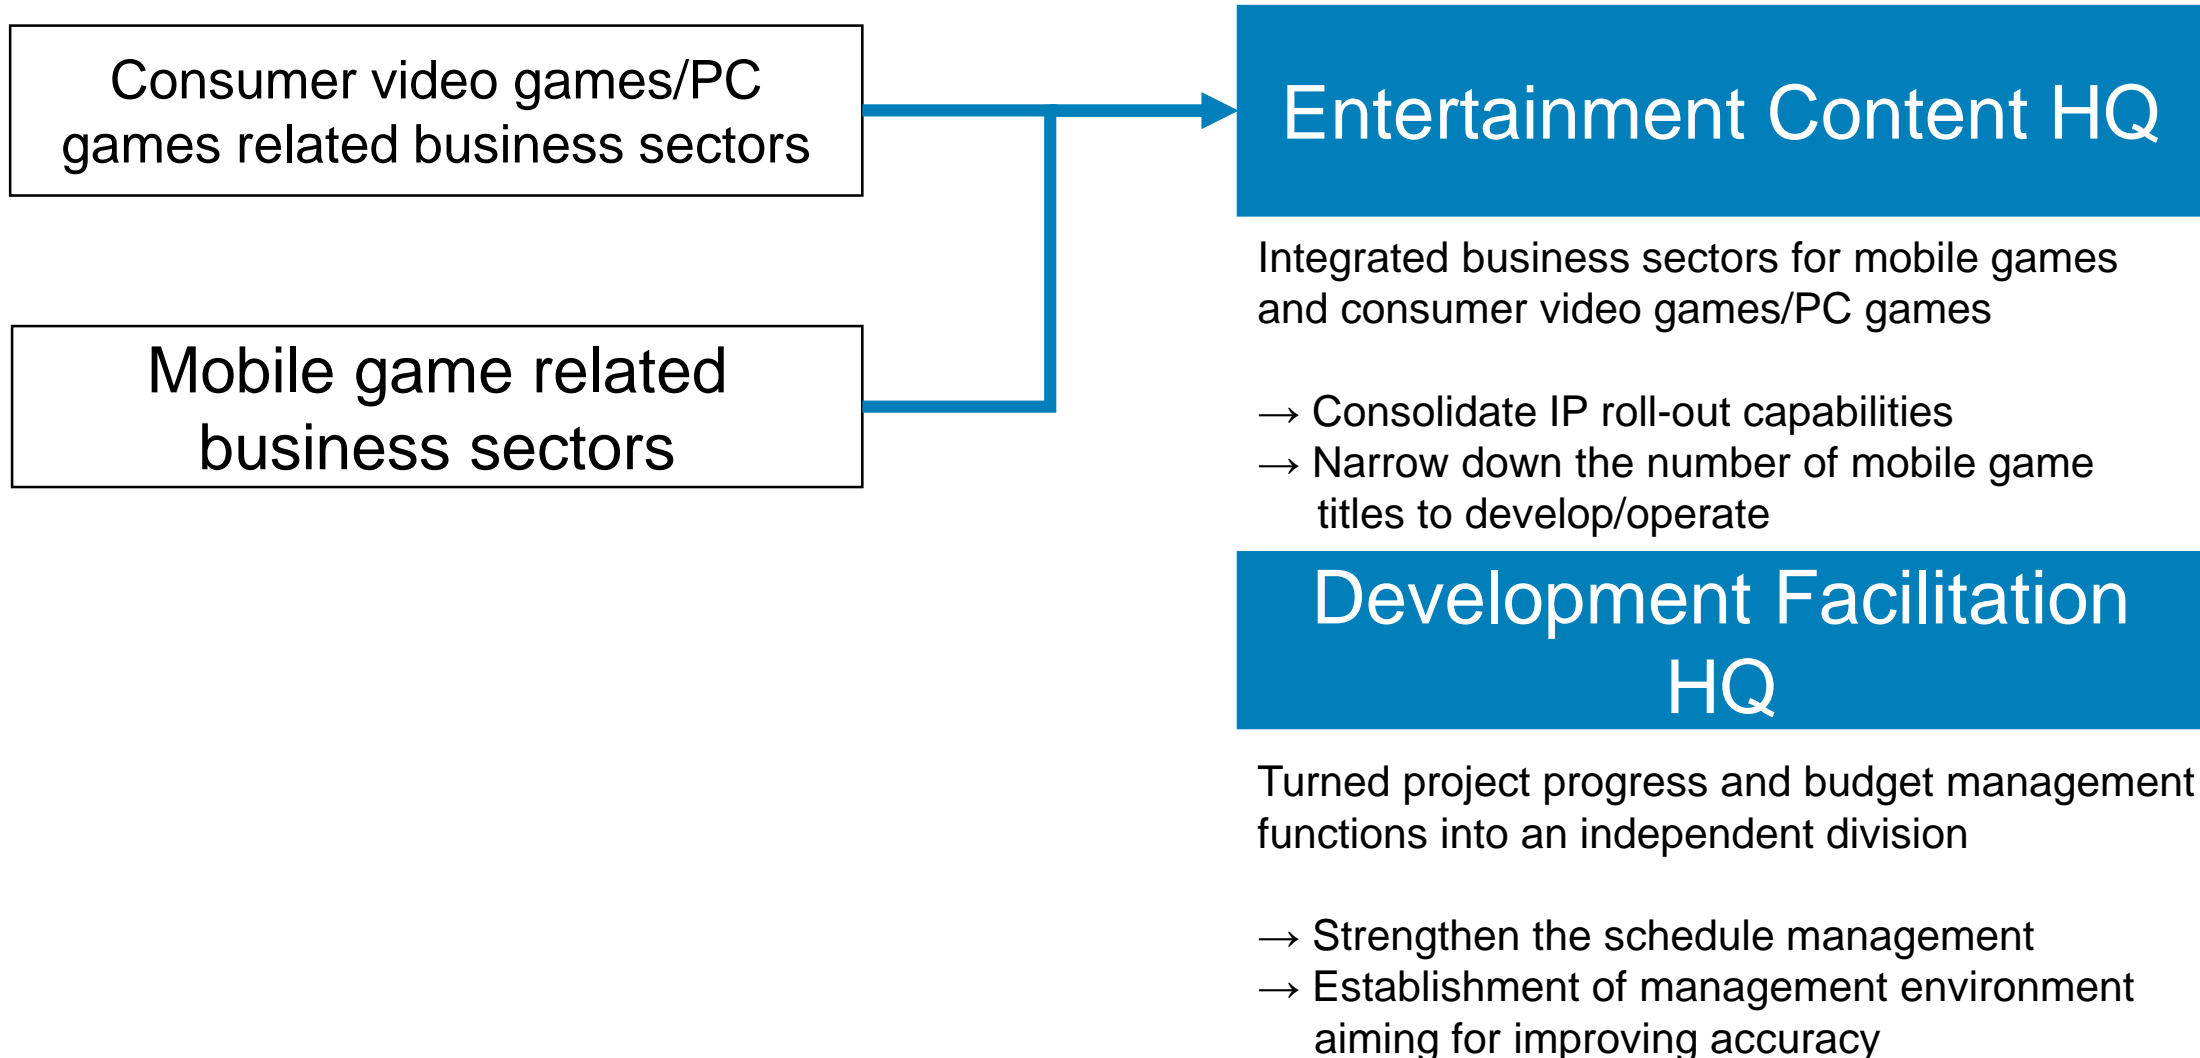 Consumer video games/PC
games related business sectors
Mobile game related
business sectors
Entertainment Content HQ
Integrated business sectors for mobile games
and consumer video games/PC games
→ Consolidate IP roll-out capabilities
→ Narrow down the number of mobile game
titles to develop/operate
Development Facilitation
HQ
Turned project progress and budget management
functions into an independent division
→ Strengthen the schedule management
→ Establishment of management environment
aiming for improving accuracy